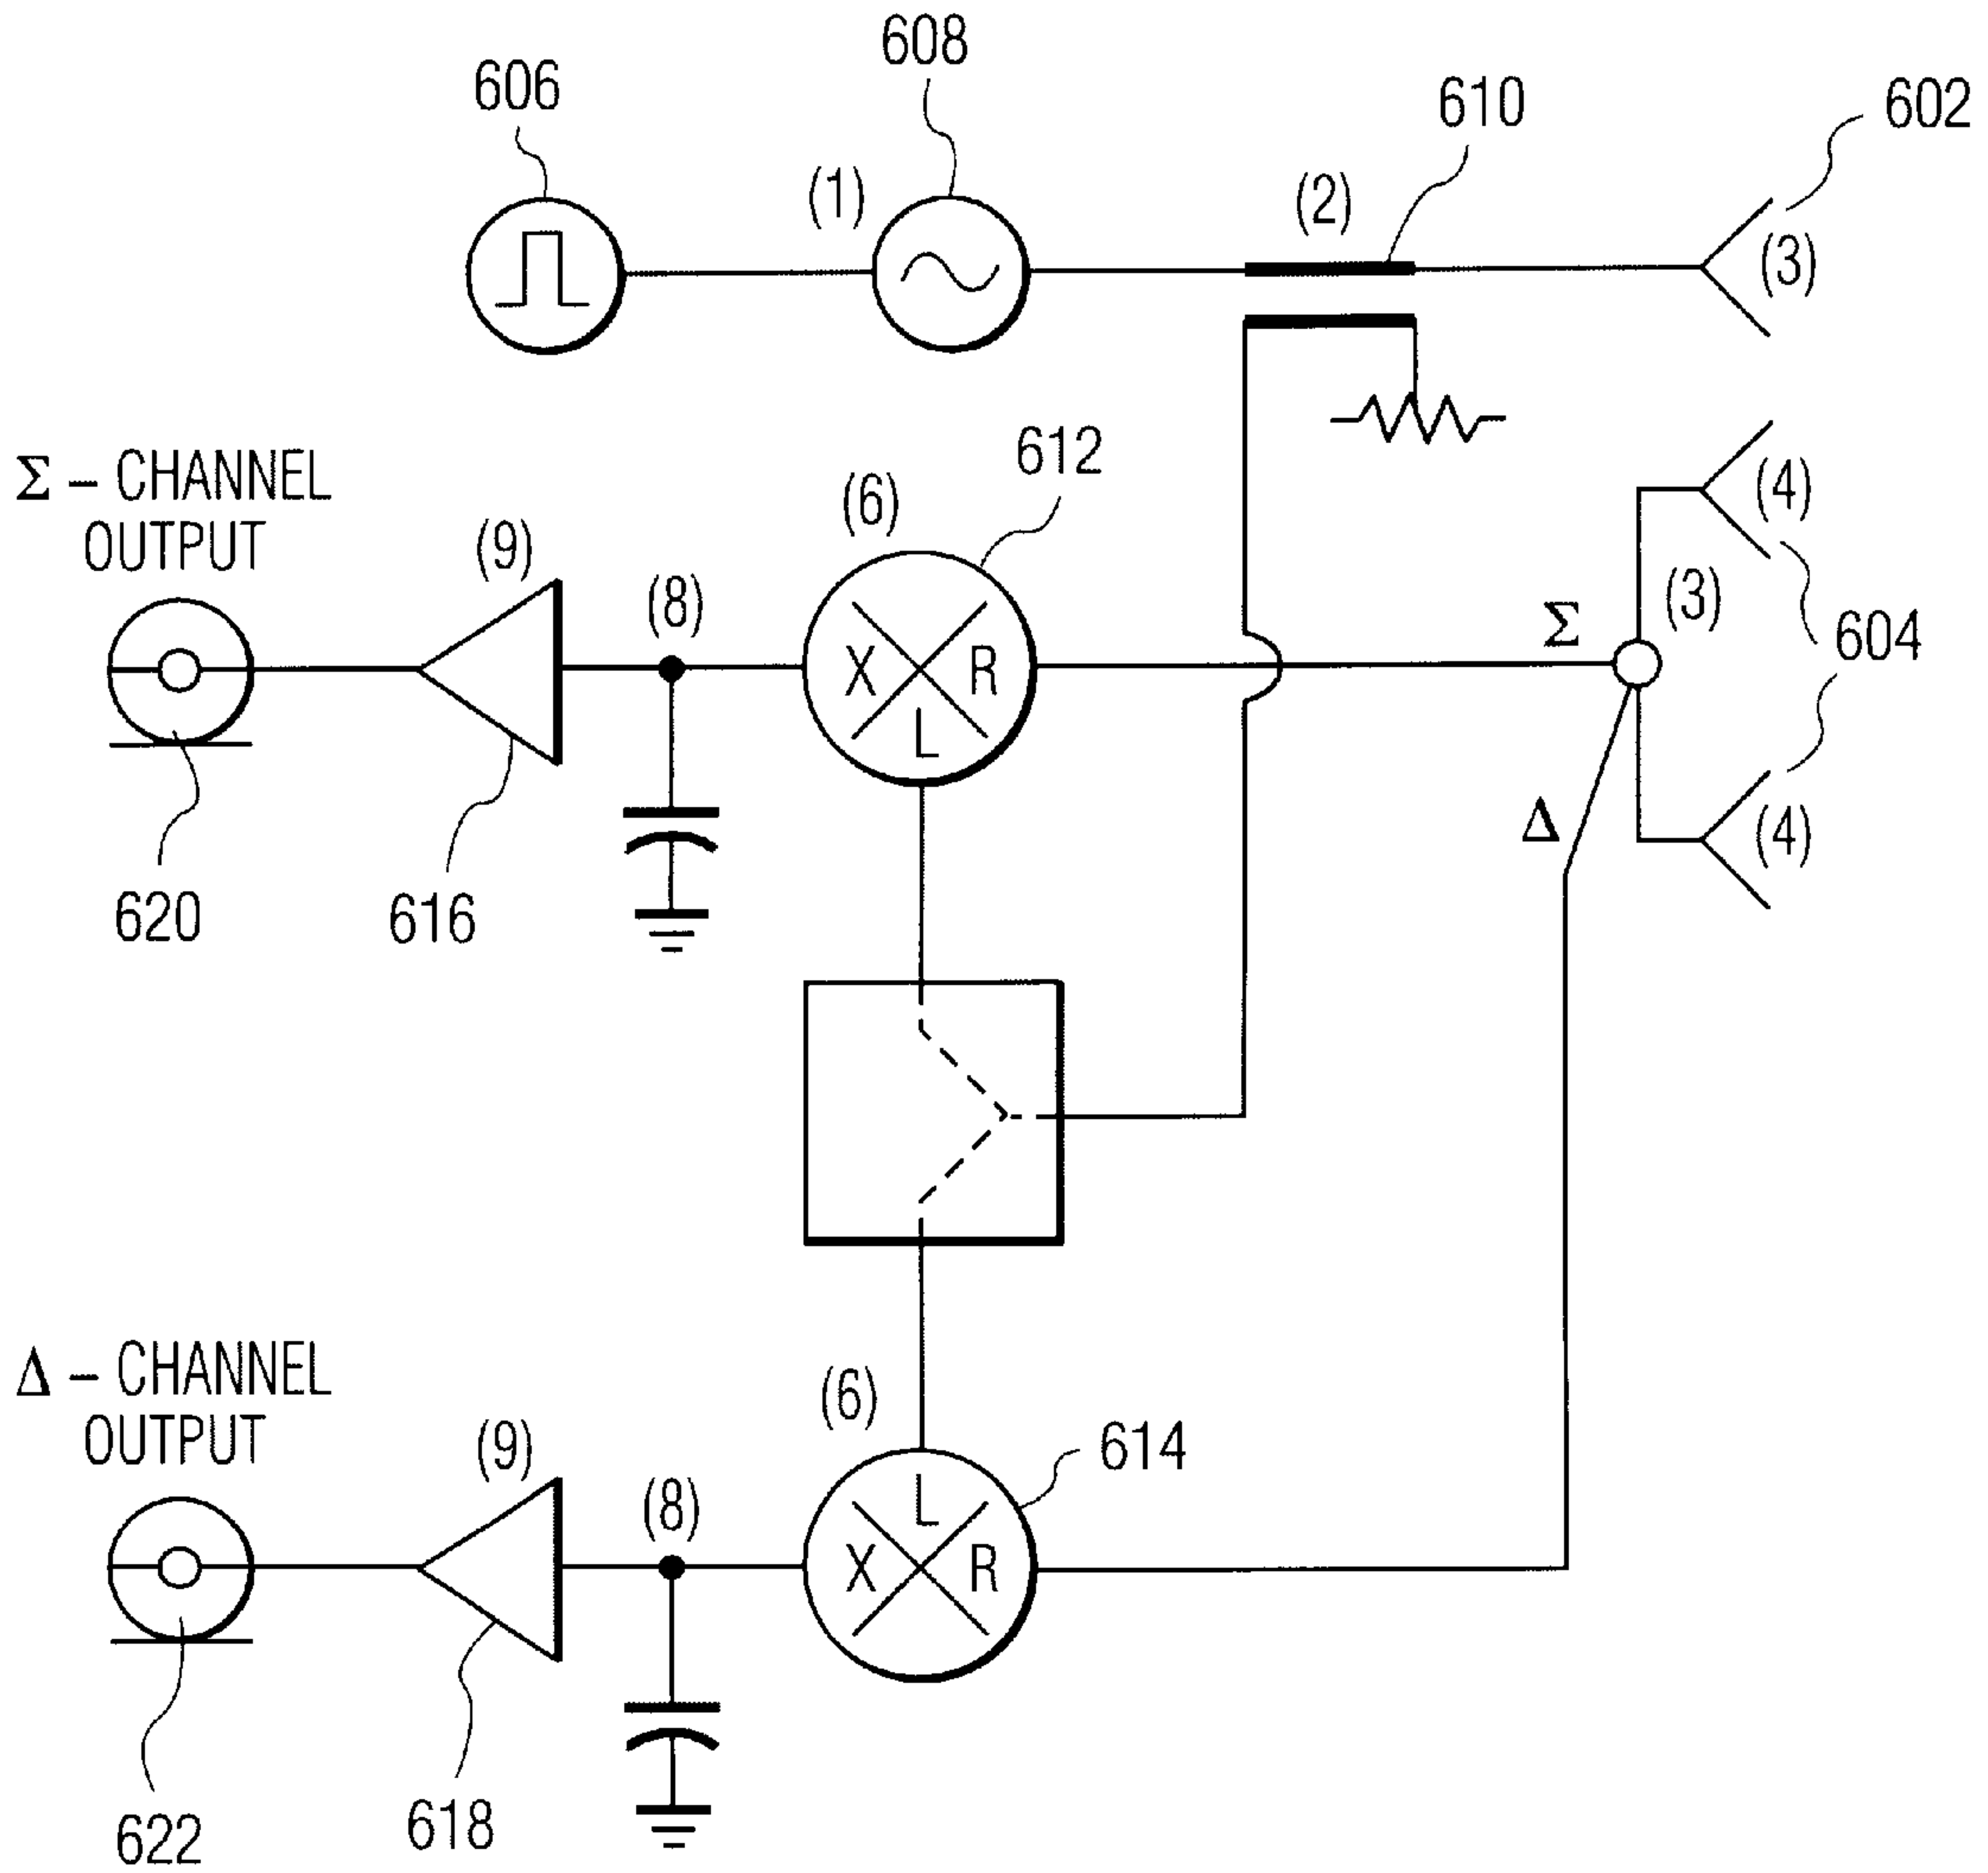 608
606
610
602
(1)
(2)
(3)
612
Σ – CHANNEL
OUTPUT
(6)
(4)
(9)
(8)
(3)
Σ
604
X
R
L
Δ
(4)
620
616
Δ – CHANNEL
OUTPUT
(6)
614
(9)
(8)
L
X
R
618
622